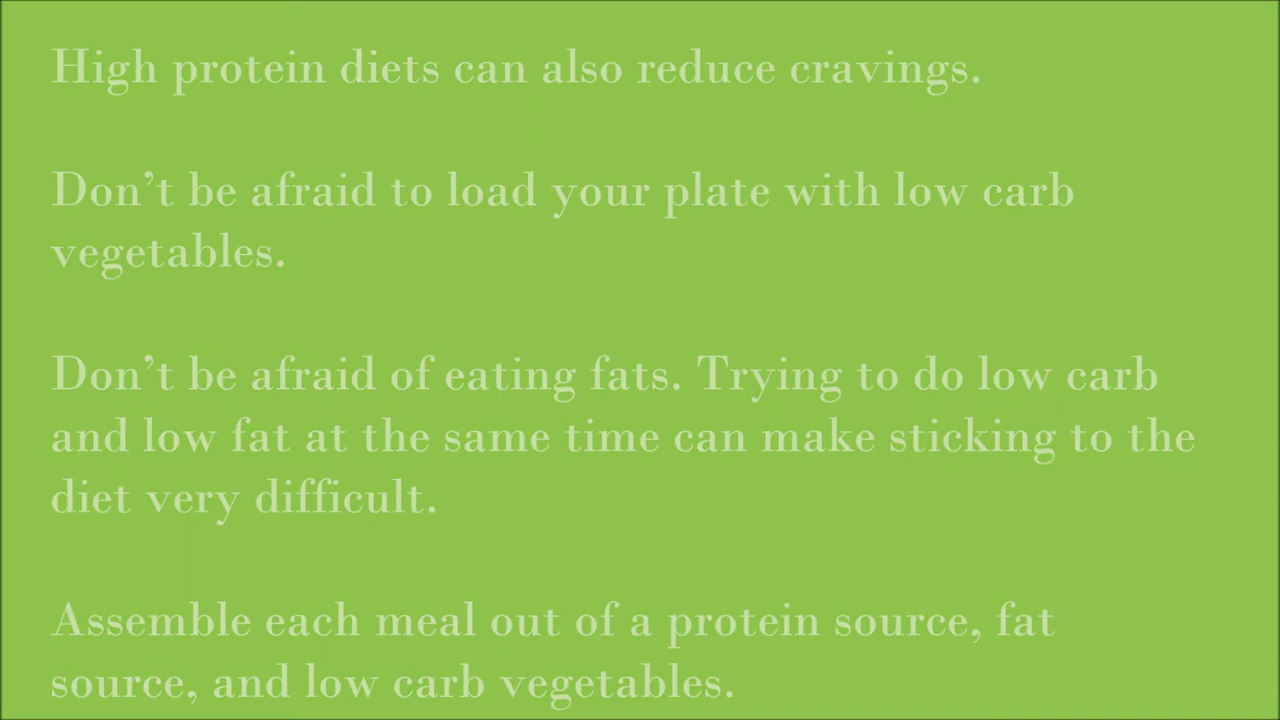 High protein diets can also reduce cravings.
Don’t be afraid to load your plate with low carb
vegetables.
Don’t be afraid of eating fats. Trying to do low carb
and low fat at the same time can make sticking to the
diet very difficult.
Assemble each meal out of a protein source, fat
source, and low carb vegetables.